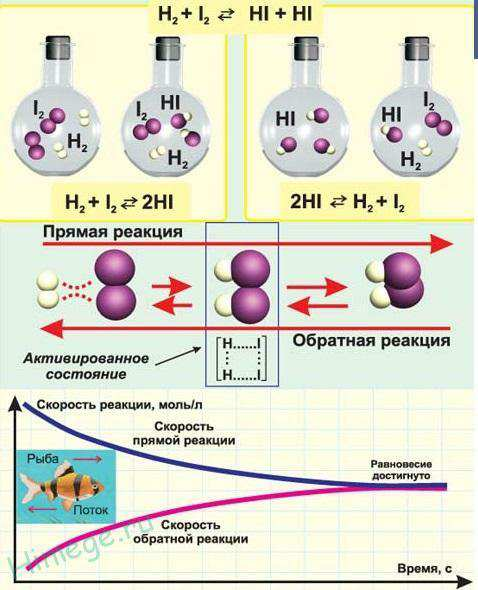 H₂ + I₂ ⇄ HI + HI
I₂
H₂
I₂
HI
H₂
HI
HI
I₂
H₂
H₂ + I₂ ⇄ 2HI
2HI ⇄ H₂ + I₂
Прямая реакция
Обратная реакция
Активированное
состояние
H......I
H......I
Скорость реакции, моль/л
Скорость
прямой реакции
Рыба
Поток
Равновесие
достигнуто
Скорость
обратной реакции
Время, с
Himege.ru